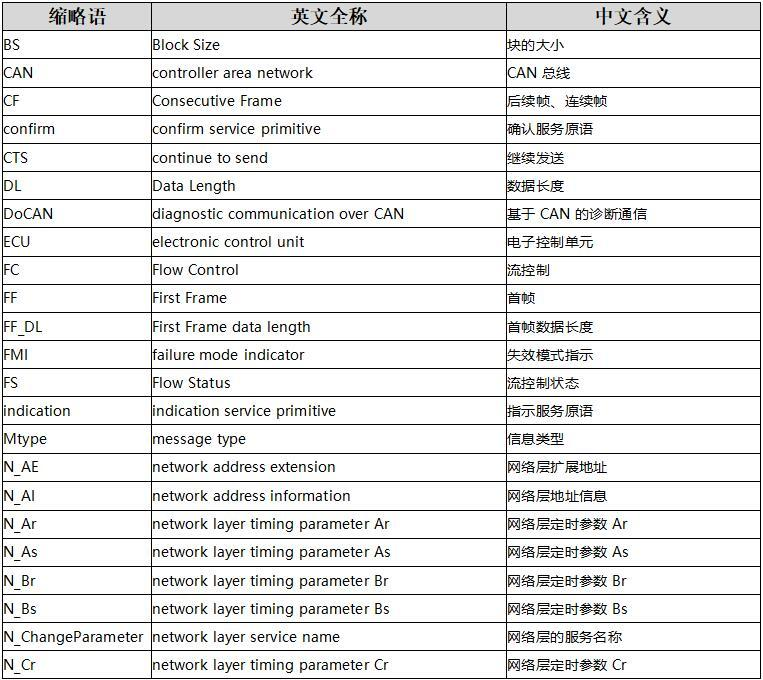 缩略语 英文全称 中文含义
BS Block Size 块的大小
CAN controller area network CAN 总线
CF Consecutive Frame 后续帧、连续帧
confirm confirm service primitive 确认服务原语
CTS continue to send 继续发送
DL Data Length 数据长度
DoCAN diagnostic communication over CAN 基于 CAN 的诊断通信
ECU electronic control unit 电子控制单元
FC Flow Control 流控制
FF First Frame 首帧
FF_DL First Frame data length 首帧数据长度
FMI failure mode indicator 失效模式指示
FS Flow Status 流控制状态
indication indication service primitive 指示服务原语
Mtype message type 信息类型
N_AE network address extension 网络层扩展地址
N_AI network address information 网络层地址信息
N_Ar network layer timing parameter Ar 网络层定时参数 Ar
N_As network layer timing parameter As 网络层定时参数 As
N_Br network layer timing parameter Br 网络层定时参数 Br
N_Bs network layer timing parameter Bs 网络层定时参数 Bs
N_ChangeParameter network layer service name 网络层的服务名称
N_Cr network layer timing parameter Cr 网络层定时参数 Cr